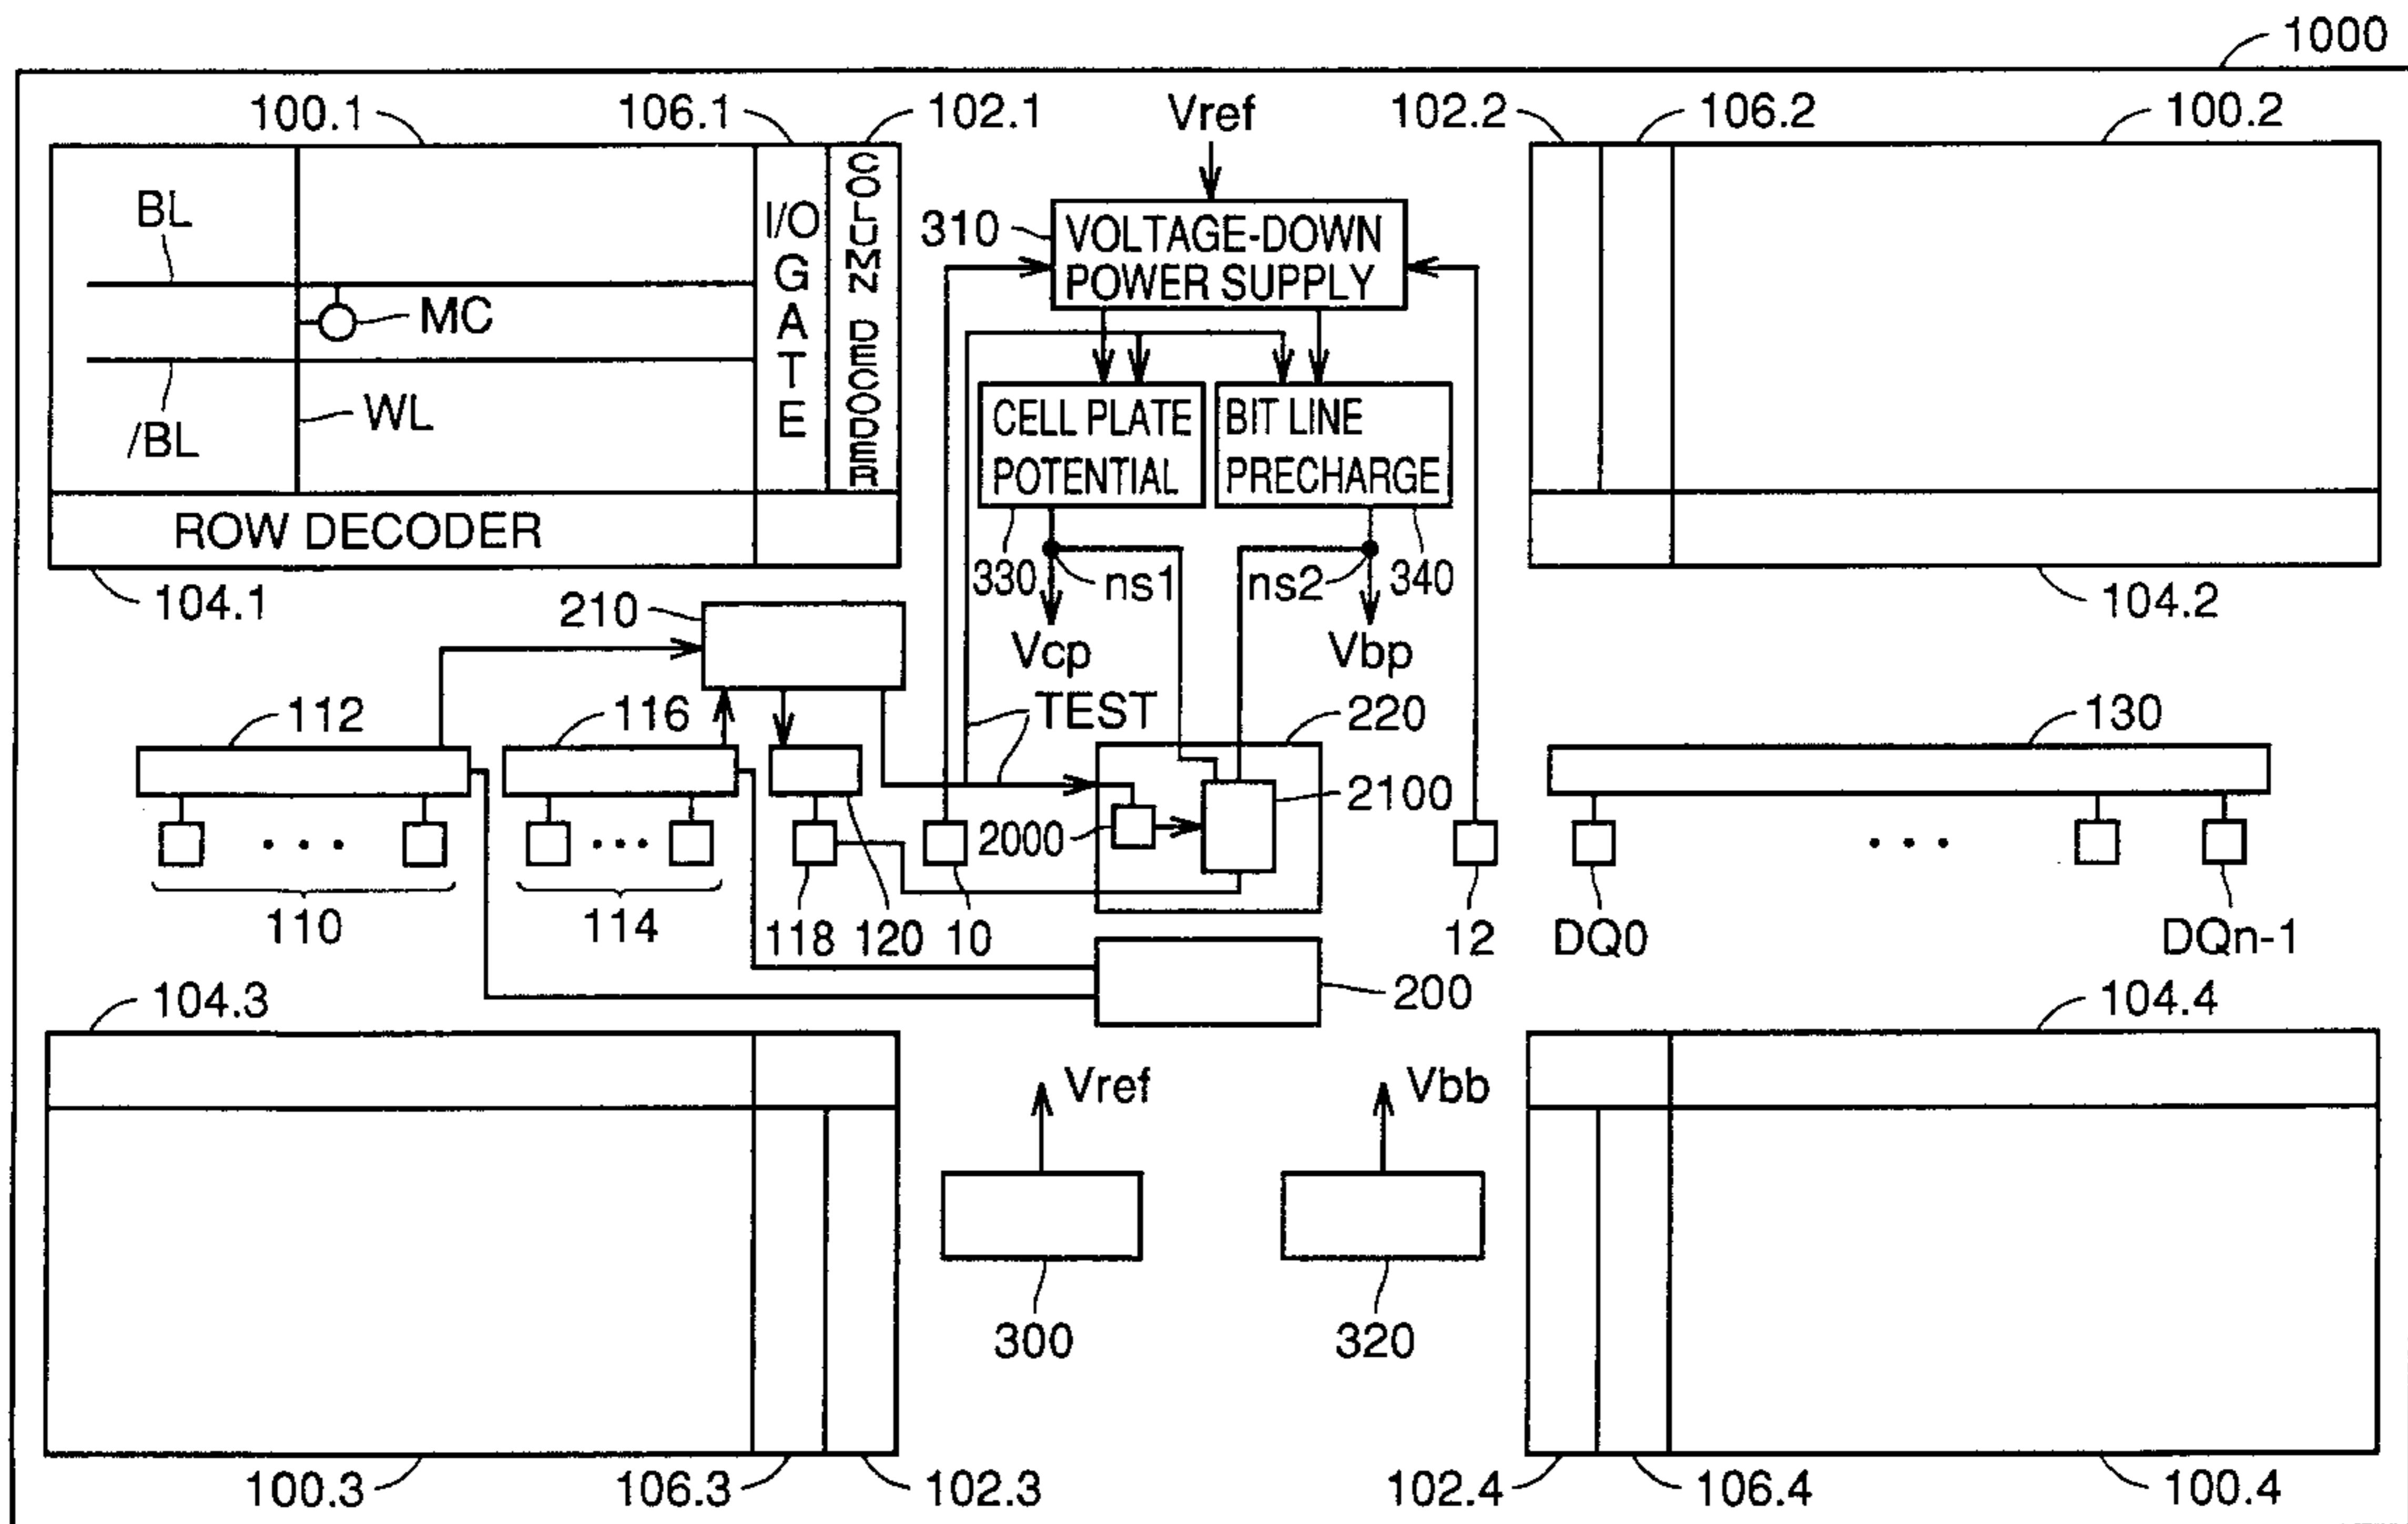 1000
100.1 106.1 102.1 Vref 102.2 106.2 100.2
BL
MC
/BL
WL
I/O GATE
COLUMN DECODER
ROW DECODER
104.1
310
VOLTAGE-DOWN
POWER SUPPLY
CELL PLATE
POTENTIAL
BIT LINE
PRECHARGE
330 ns1 ns2 340
Vcp Vbp
104.2
210
112 116 TEST 220 130
2100
2000
110 114 118 120 10 12 DQ0 DQn-1
200
104.3 104.4
Vref Vbb
300 320
100.3 106.3 102.3 102.4 106.4 100.4